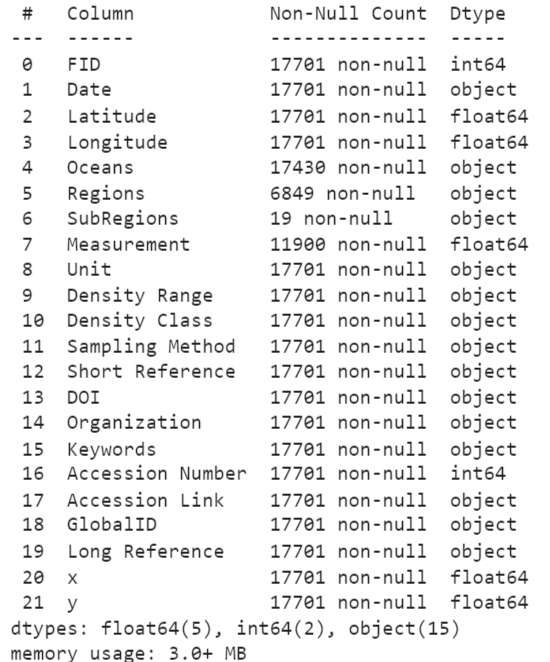 #   Column            Non-Null Count  Dtype
---  ------            --------------  -----
0   FID               17701 non-null  int64
1   Date              17701 non-null  object
2   Latitude          17701 non-null  float64
3   Longitude         17701 non-null  float64
4   Oceans            17430 non-null  object
5   Regions           6849 non-null   object
6   SubRegions        19 non-null     object
7   Measurement       11900 non-null  float64
8   Unit              17701 non-null  object
9   Density Range     17701 non-null  object
10  Density Class     17701 non-null  object
11  Sampling Method   17701 non-null  object
12  Short Reference   17701 non-null  object
13  DOI               17701 non-null  object
14  Organization      17701 non-null  object
15  Keywords          17701 non-null  object
16  Accession Number  17701 non-null  int64
17  Accession Link    17701 non-null  object
18  GlobalID          17701 non-null  object
19  Long Reference    17701 non-null  object
20  x                 17701 non-null  float64
21  y                 17701 non-null  float64
dtypes: float64(5), int64(2), object(15)
memory usage: 3.0+ MB